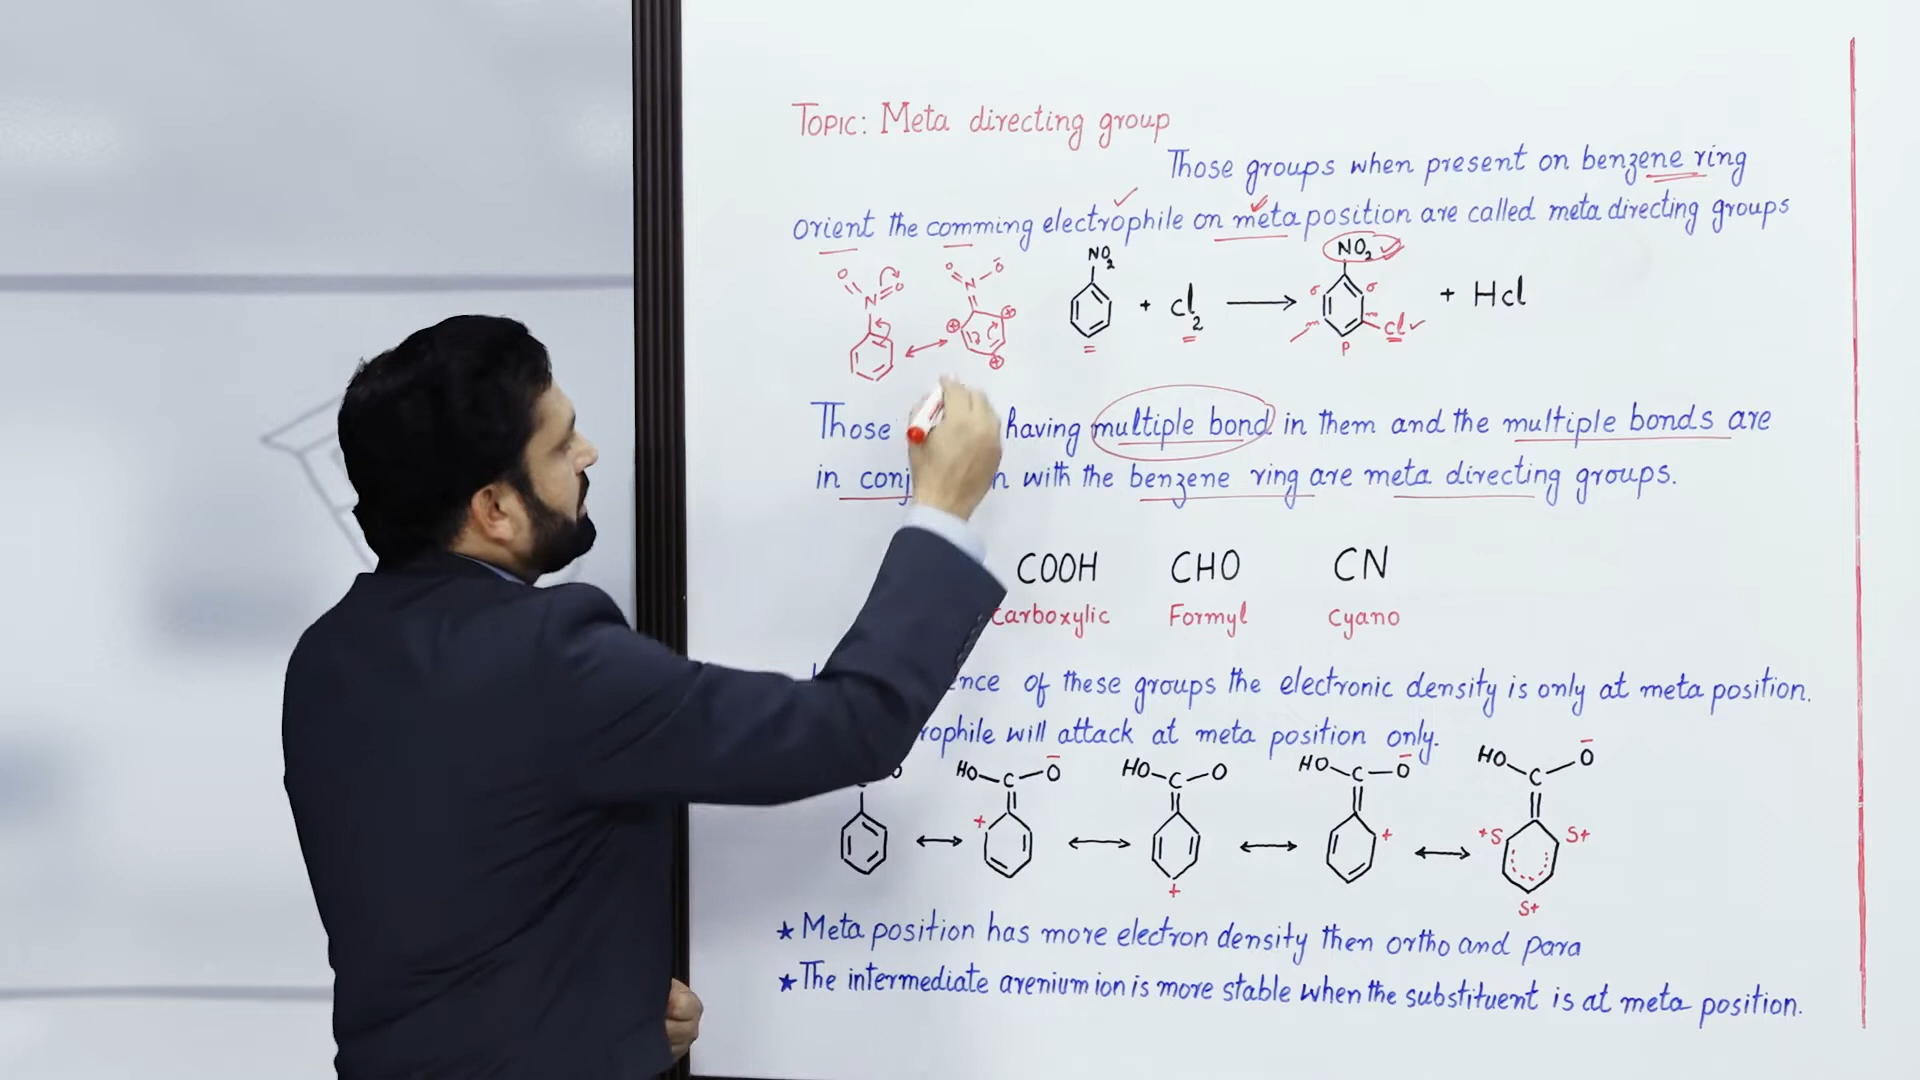 TOPIC: Meta directing group
Those groups when present on benzene ring
orient the comming electrophile on meta position are called meta directing groups
O O N O N O⁻ ⊕ ⊕ ⊕
NO2 + Cl2 → NO2 σ σ m m p Cl + HCl
Those having multiple bond in them and the multiple bonds are
in with the benzene ring are meta directing groups.
COOH CHO CN
Carboxylic Formyl Cyano
of these groups the electronic density is only at meta position.
will attack at meta position only.
HO-C-O⁻ + ↔ HO-C-O + ↔ HO-C-O⁻ + ↔ HO-C-O⁻ +S S+ S+
★ Meta position has more electron density then ortho and para
★ The intermediate arenium ion is more stable when the substituent is at meta position.